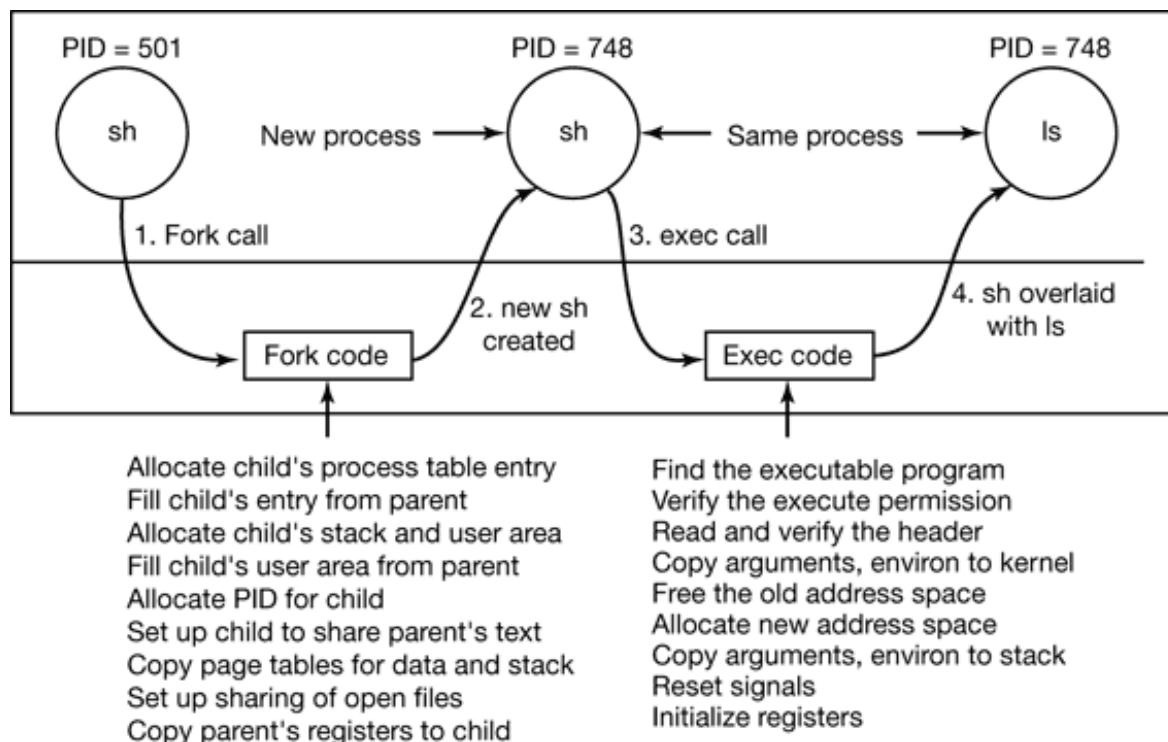 PID = 501
PID = 748
PID = 748
sh
New process
sh
Same process
ls
1. Fork call
3. exec call
2. new sh
created
4. sh overlaid
with ls
Fork code
Exec code
Allocate child's process table entry
Fill child's entry from parent
Allocate child's stack and user area
Fill child's user area from parent
Allocate PID for child
Set up child to share parent's text
Copy page tables for data and stack
Set up sharing of open files
Copy parent's registers to child
Find the executable program
Verify the execute permission
Read and verify the header
Copy arguments, environ to kernel
Free the old address space
Allocate new address space
Copy arguments, environ to stack
Reset signals
Initialize registers